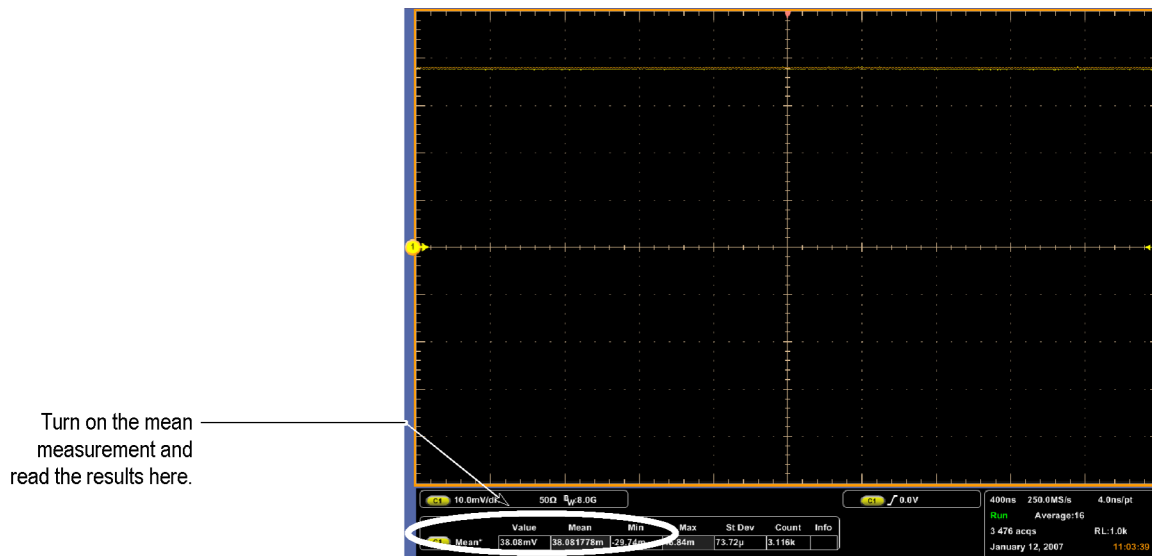 1
Turn on the mean
measurement and
read the results here.
C1 10.0mV/di 50Ω BW:8.0G
C1 0.0V
400ns 250.0MS/s 4.0ns/pt
Run Average:16
3 476 acqs RL:1.0k
January 12, 2007 11:03:39
Value Mean Min Max St Dev Count Info
C1 Mean* 38.08mV 38.081778m -29.74m 73.72µ 3.116k